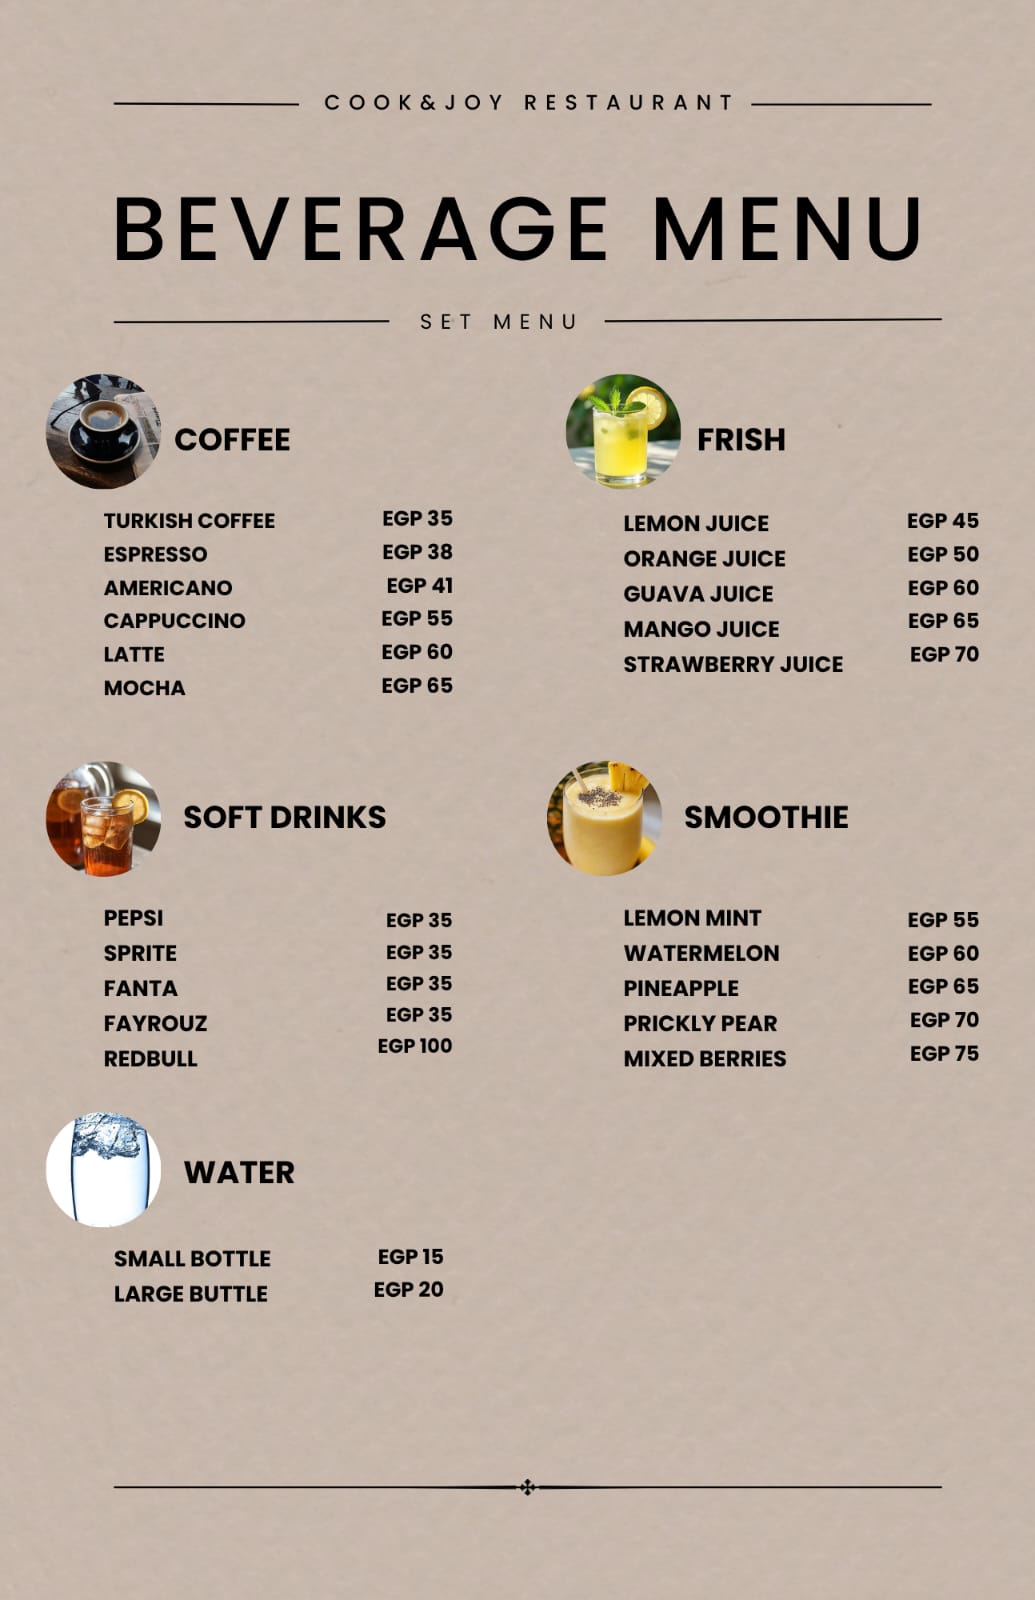 COOK&JOY RESTAURANT
BEVERAGE MENU
SET MENU
COFFEE
TURKISH COFFEE EGP 35
ESPRESSO EGP 38
AMERICANO EGP 41
CAPPUCCINO EGP 55
LATTE EGP 60
MOCHA EGP 65
FRISH
LEMON JUICE EGP 45
ORANGE JUICE EGP 50
GUAVA JUICE EGP 60
MANGO JUICE EGP 65
STRAWBERRY JUICE EGP 70
SOFT DRINKS
PEPSI EGP 35
SPRITE EGP 35
FANTA EGP 35
FAYROUZ EGP 35
REDBULL EGP 100
SMOOTHIE
LEMON MINT EGP 55
WATERMELON EGP 60
PINEAPPLE EGP 65
PRICKLY PEAR EGP 70
MIXED BERRIES EGP 75
WATER
SMALL BOTTLE EGP 15
LARGE BUTTLE EGP 20